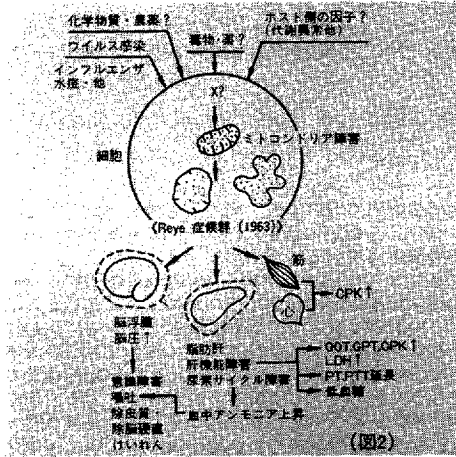 化学物質・農薬?
ウイルス感染
インフルエンザ
水痘・他
毒物・薬?
ホスト側の因子?
(代謝異常他)
X?
ミトコンドリア障害
細胞
《Reye 症候群 (1963)》
筋
心
CPK↑
脳浮腫
脳圧↑
意識障害
嘔吐
除皮質・
除脳硬直
けいれん
脂肪肝
肝機能障害
尿素サイクル障害
血中アンモニア上昇
GOT,GPT,CPK↑
LDH↑
PT,PTT延長
低血糖
(図2)